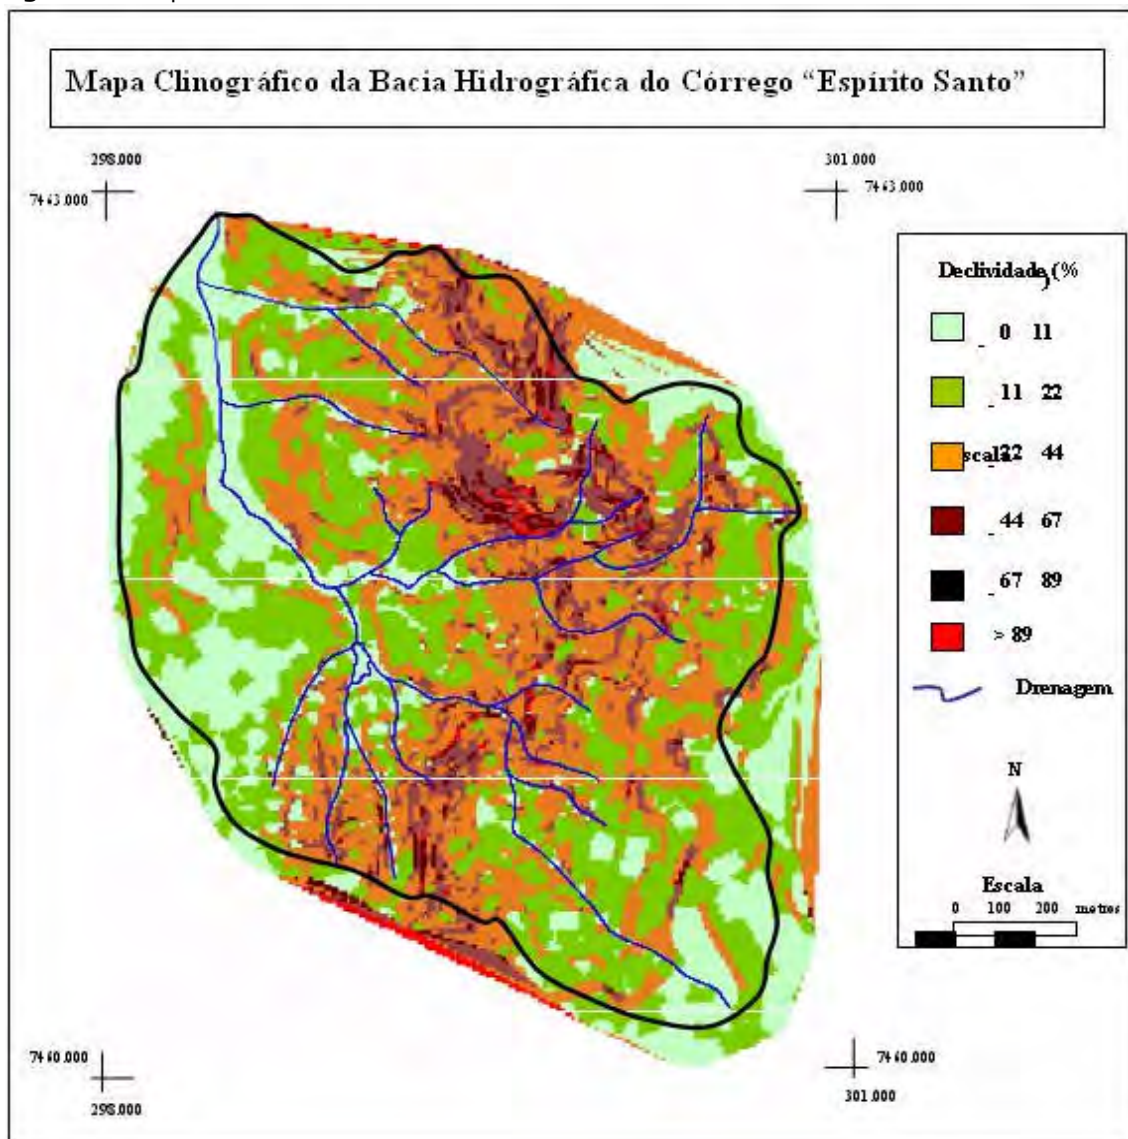 Mapa Clinográfico da Bacia Hidrográfica do Córrego “Espírito Santo”
298.000
301.000
7463.000
7463.000
Declividade (%)
0 11
11 22
22 44
44 67
67 89
> 89
Drenagem
N
Escala
0 100 200 metros
7460.000
7460.000
298.000
301.000